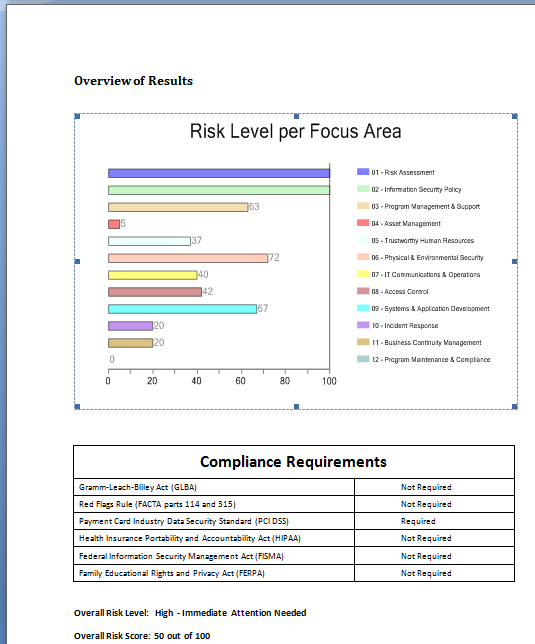 Overview of Results
Risk Level per Focus Area
01 - Risk Assessment
02 - Information Security Policy
63
03 - Program Management & Support
5
04 - Asset Management
37
05 - Trustworthy Human Resources
72
06 - Physical & Environmental Security
40
07 - IT Communications & Operations
42
08 - Access Control
67
09 - Systems & Application Development
20
10 - Incident Response
20
11 - Business Continuity Management
0
12 - Program Maintenance & Compliance
0 20 40 60 80 100
Compliance Requirements
Gramm-Leach-Bliley Act (GLBA) Not Required
Red Flags Rule (FACTA parts 114 and 315) Not Required
Payment Card Industry Data Security Standard (PCI DSS) Required
Health Insurance Portability and Accountability Act (HIPAA) Not Required
Federal Information Security Management Act (FISMA) Not Required
Family Educational Rights and Privacy Act (FERPA) Not Required
Overall Risk Level: High - Immediate Attention Needed
Overall Risk Score: 50 out of 100